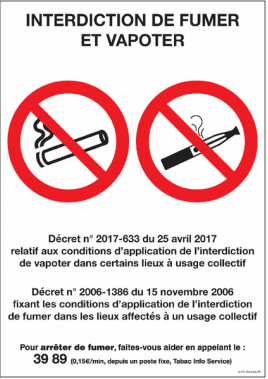 INTERDICTION DE FUMER
ET VAPOTER
Décret n° 2017-633 du 25 avril 2017
relatif aux conditions d'application de l'interdiction
de vapoter dans certains lieux à usage collectif
Décret n° 2006-1386 du 15 novembre 2006
fixant les conditions d'application de l'interdiction
de fumer dans les lieux affectés à un usage collectif
Pour arrêter de fumer, faites-vous aider en appelant le :
39 89 (0,15€/min, depuis un poste fixe, Tabac Info Service)